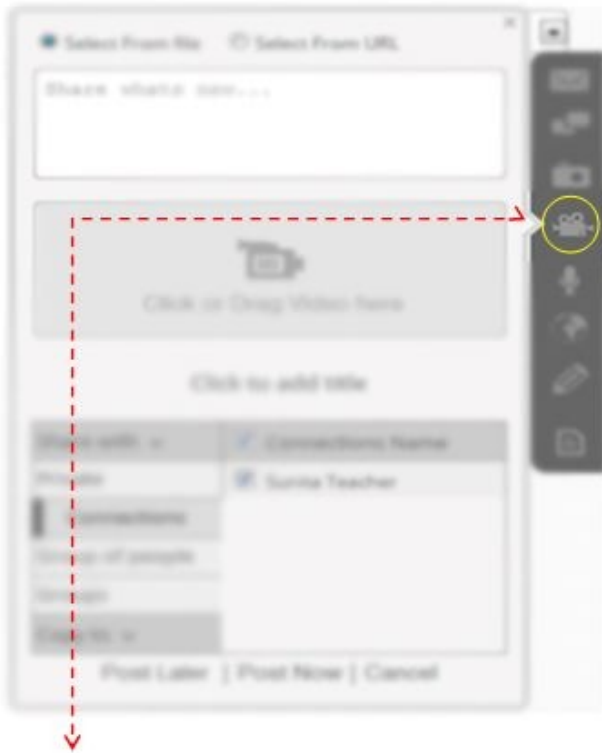 Select From file Select From URL
Share whats new...
Click or Drag Video here
Click to add title
Share with Connections Name
Private Sunita Teacher
Connections
Group of people
Groups
Copy to
Post Later | Post Now | Cancel